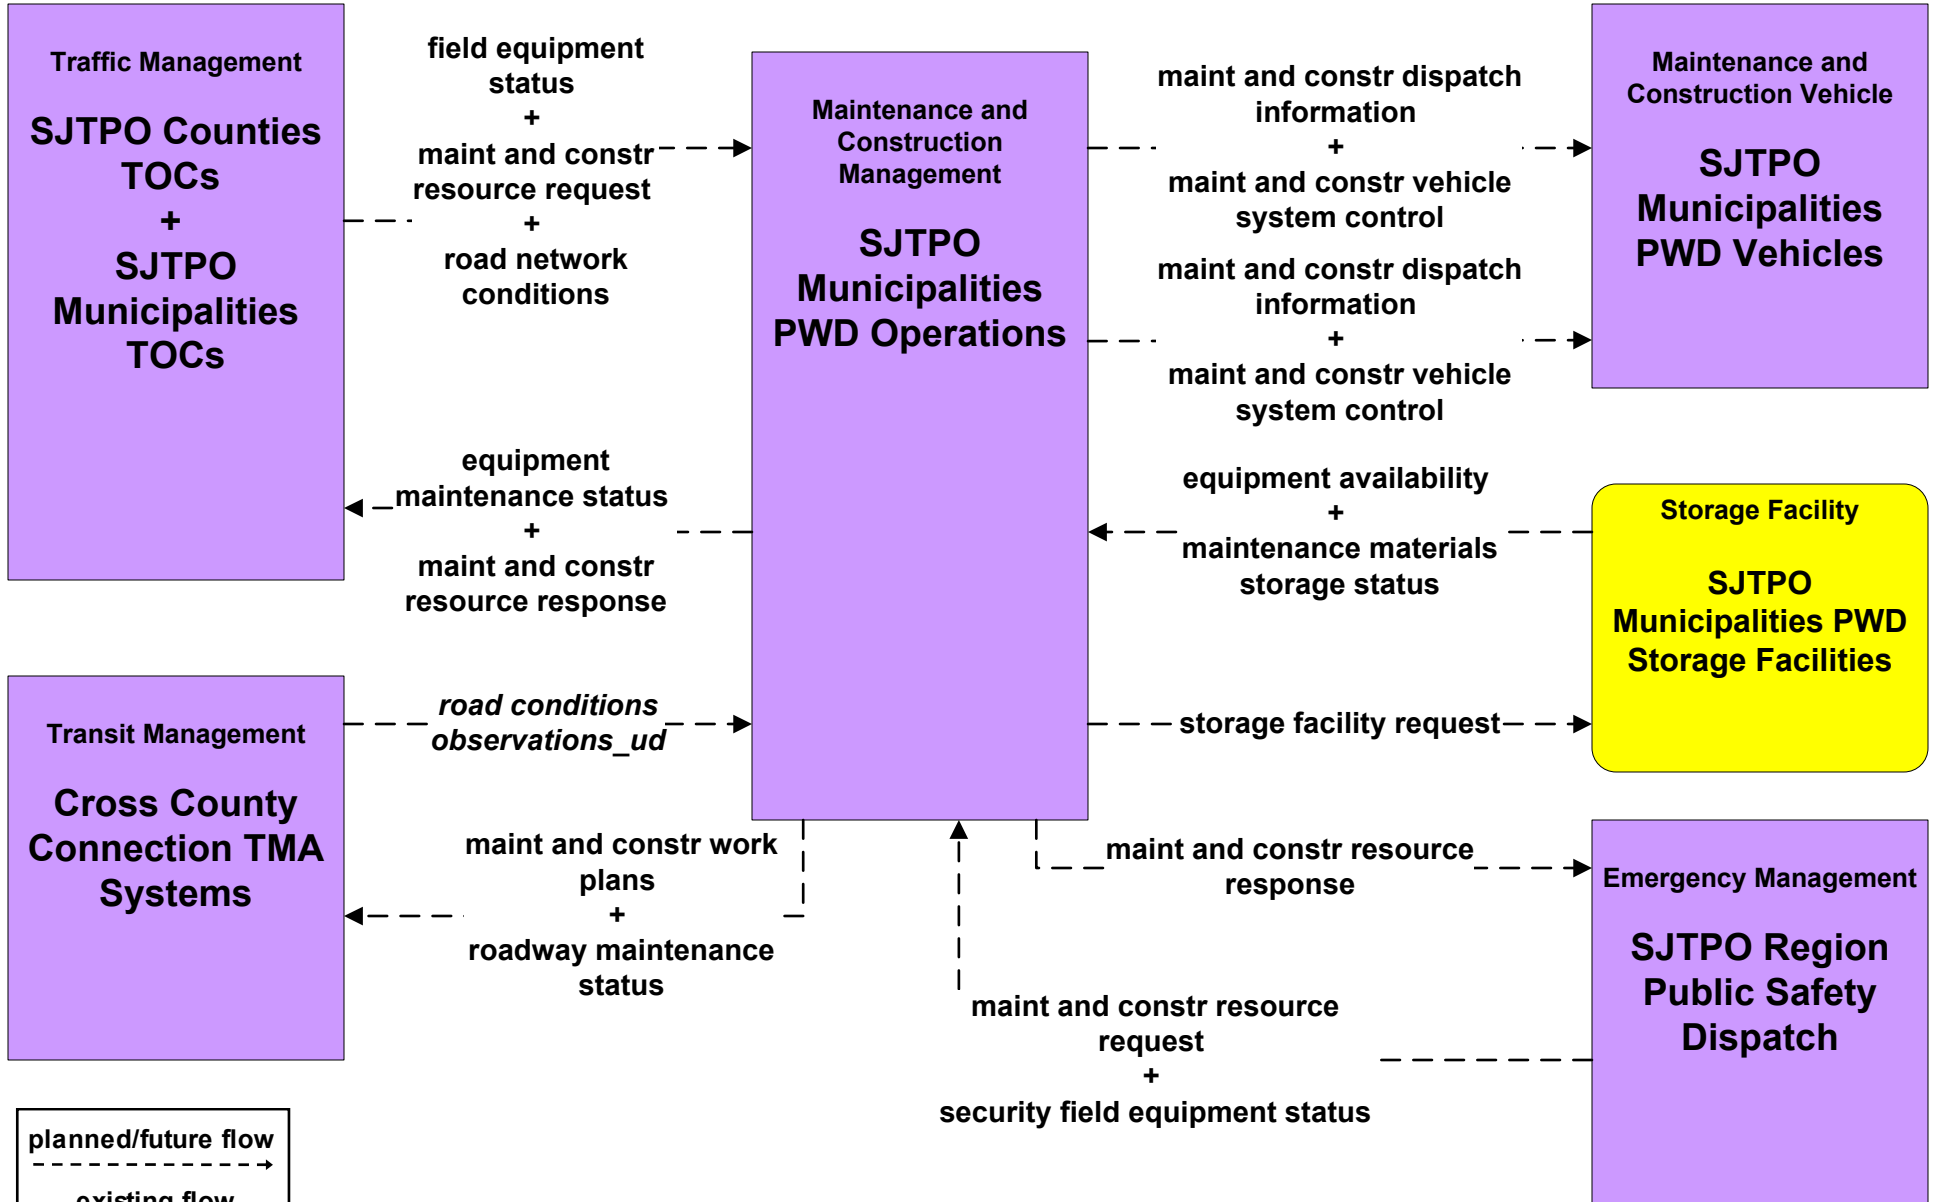 Traffic Management
SJTPO Counties
TOCs
+
SJTPO
Municipalities
TOCs
field equipment
status
+
maint and constr
resource request
+
road network
conditions
equipment
maintenance status
+
maint and constr
resource response
Maintenance and
Construction
Management
SJTPO
Municipalities
PWD Operations
maint and constr dispatch
information
+
maint and constr vehicle
system control
maint and constr dispatch
information
+
maint and constr vehicle
system control
Maintenance and
Construction Vehicle
SJTPO
Municipalities
PWD Vehicles
equipment availability
+
maintenance materials
storage status
storage facility request
Storage Facility
SJTPO
Municipalities PWD
Storage Facilities
Transit Management
Cross County
Connection TMA
Systems
road conditions
observations_ud
maint and constr work
plans
+
roadway maintenance
status
maint and constr resource
response
maint and constr resource
request
+
security field equipment status
Emergency Management
SJTPO Region
Public Safety
Dispatch
planned/future flow
existing flow